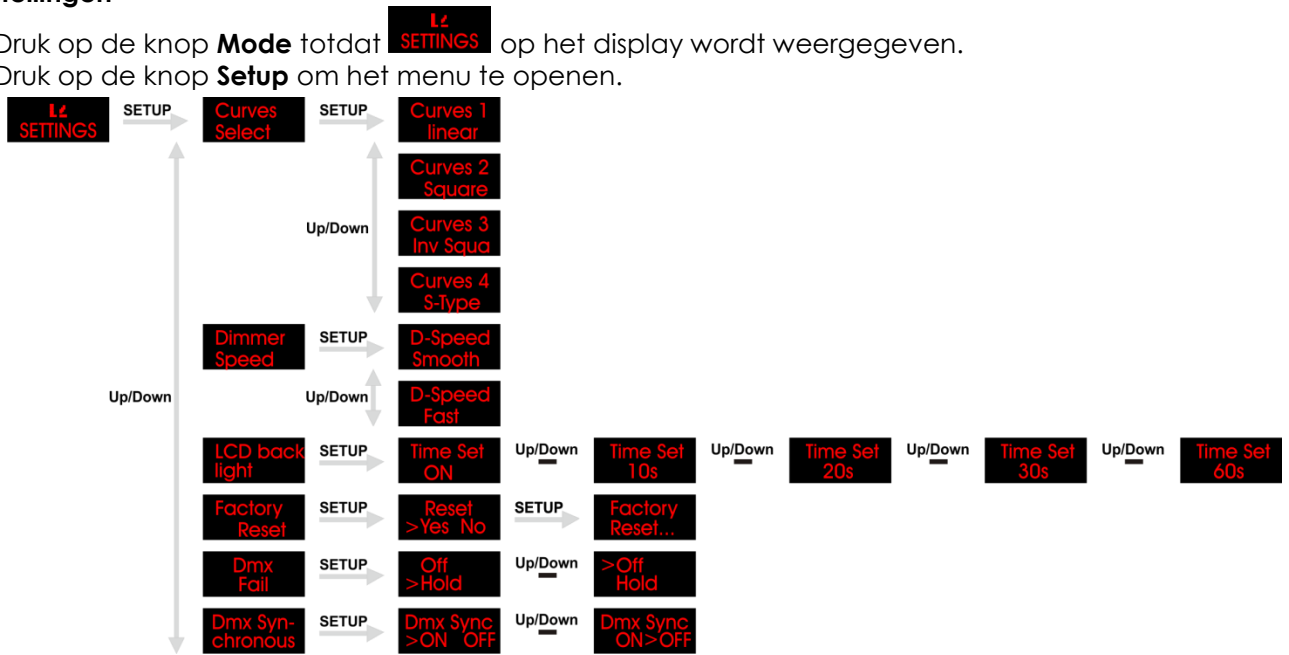 Druk op de knop Mode totdat SETTINGS op het display wordt weergegeven.
Druk op de knop Setup om het menu te openen.
SETTINGS SETUP Curves Select SETUP Curves 1 linear
Curves 2 Square
Up/Down Curves 3 Inv Squa
Curves 4 S-Type
Dimmer Speed SETUP D-Speed Smooth
Up/Down Up/Down D-Speed Fast
LCD back light SETUP Time Set ON Up/Down Time Set 10s Up/Down Time Set 20s Up/Down Time Set 30s Up/Down Time Set 60s
Factory Reset SETUP Reset >Yes No SETUP Factory Reset...
Dmx Fail SETUP Off >Hold Up/Down >Off Hold
Dmx Syn- chronous SETUP Dmx Sync >ON OFF Up/Down Dmx Sync ON>OFF